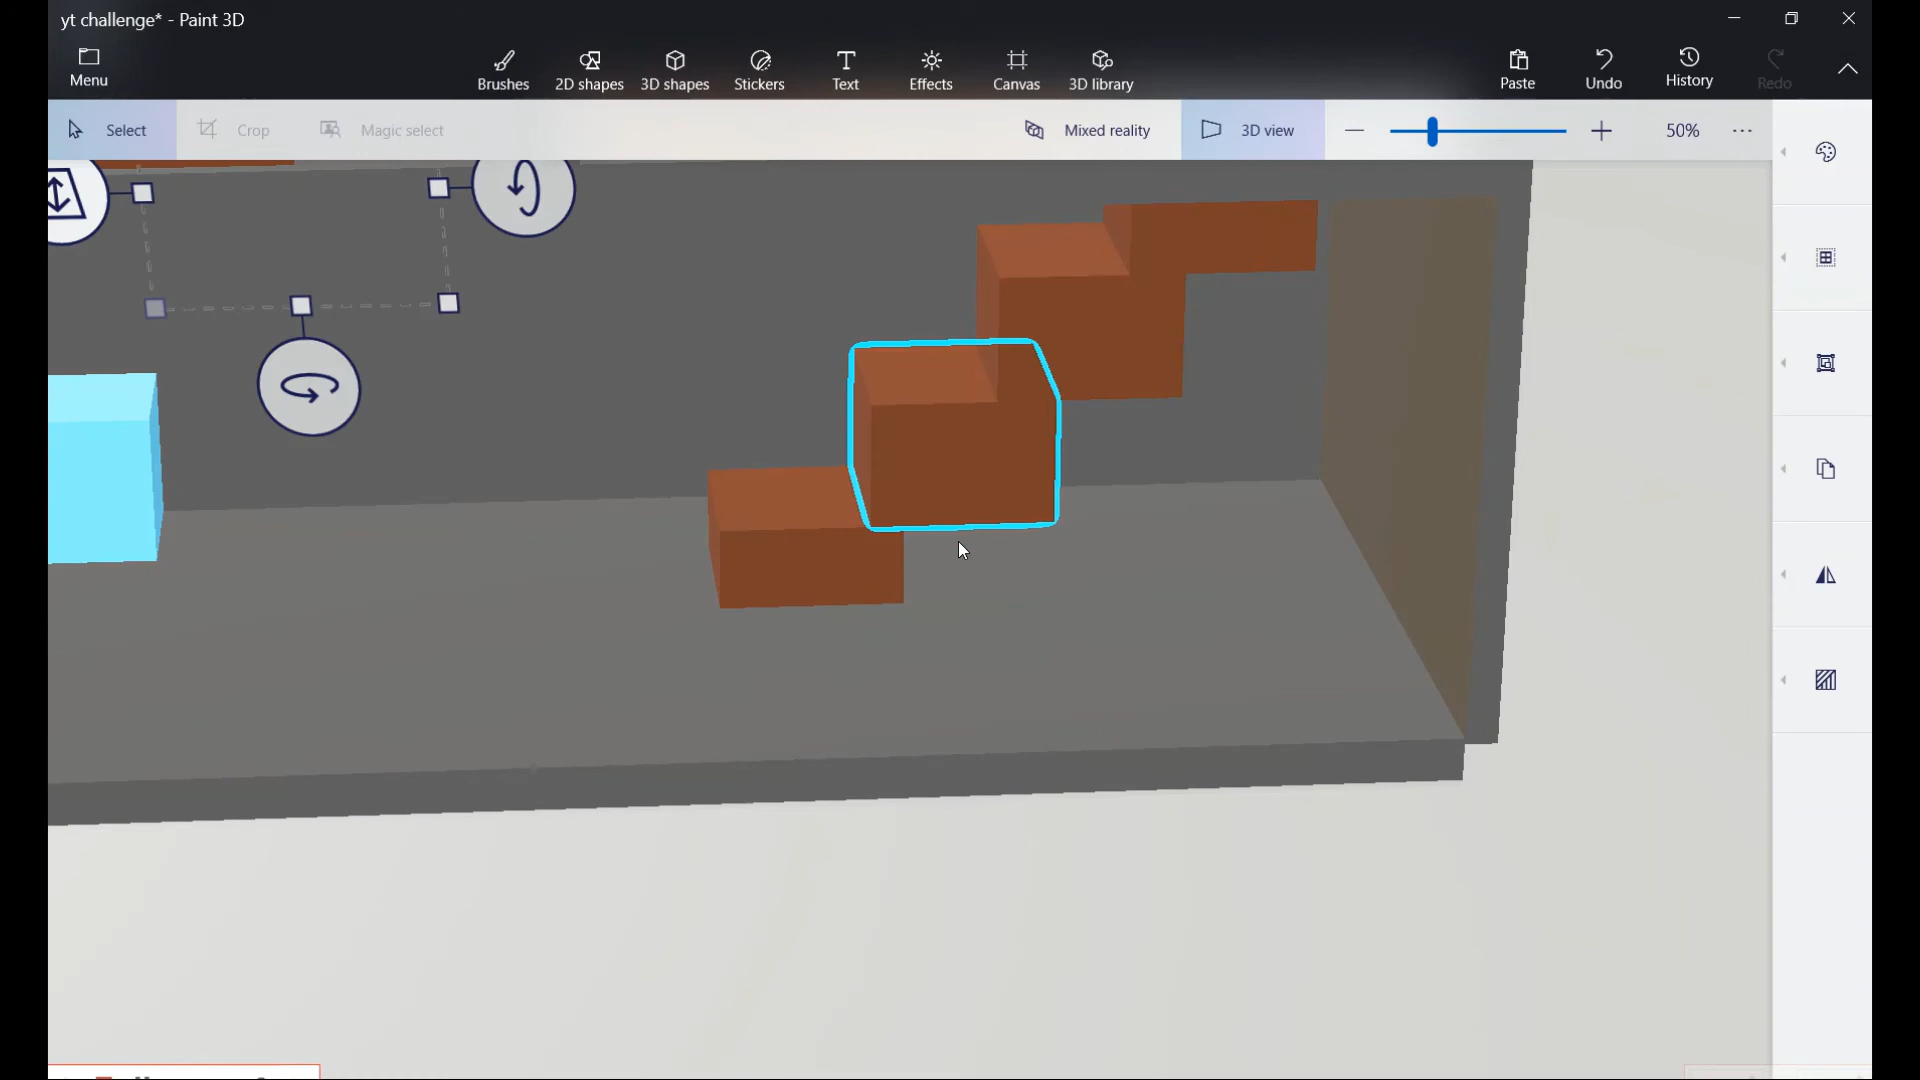 yt challenge* - Paint 3D
Menu
Brushes
2D shapes
3D shapes
Stickers
Text
Effects
Canvas
3D library
Paste
Undo
History
Redo
Select
Crop
Magic select
Mixed reality
3D view
50%